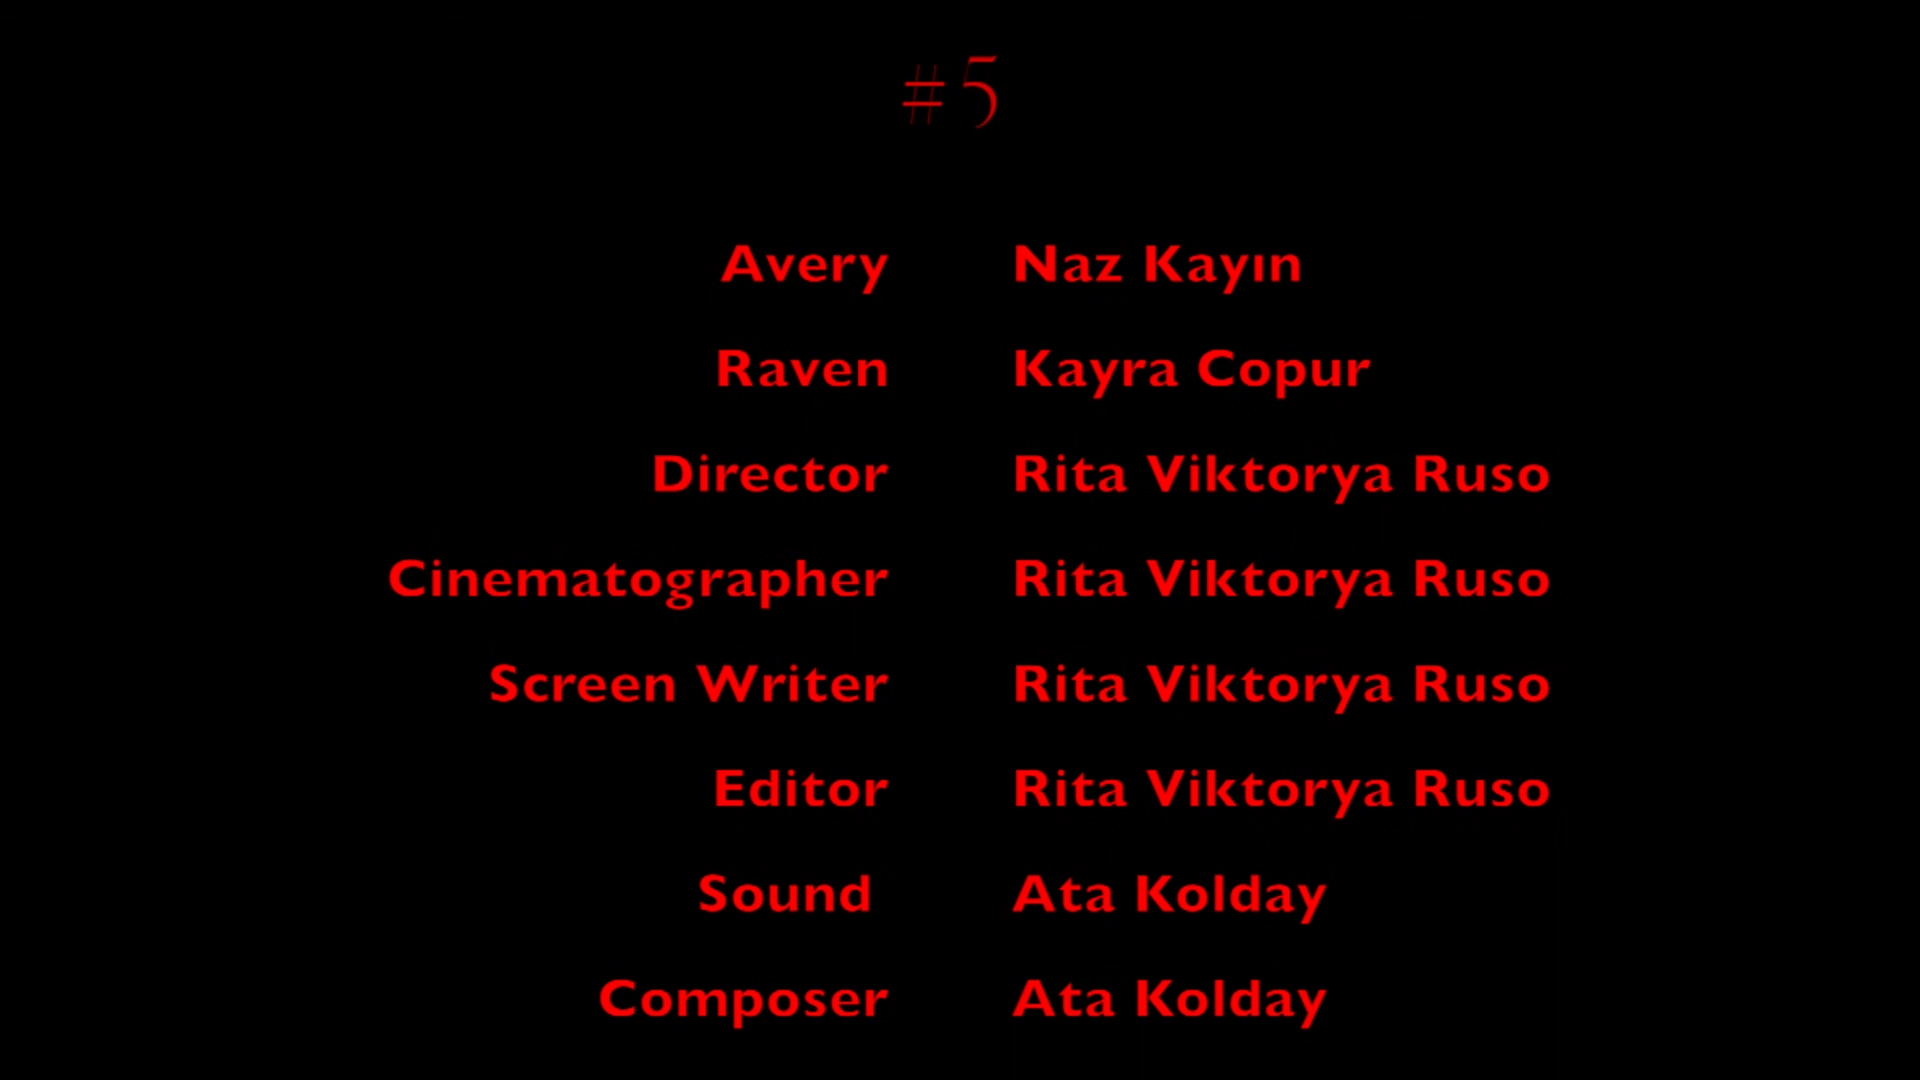 #5
Avery Naz Kayın
Raven Kayra Copur
Director Rita Viktorya Ruso
Cinematographer Rita Viktorya Ruso
Screen Writer Rita Viktorya Ruso
Editor Rita Viktorya Ruso
Sound Ata Kolday
Composer Ata Kolday